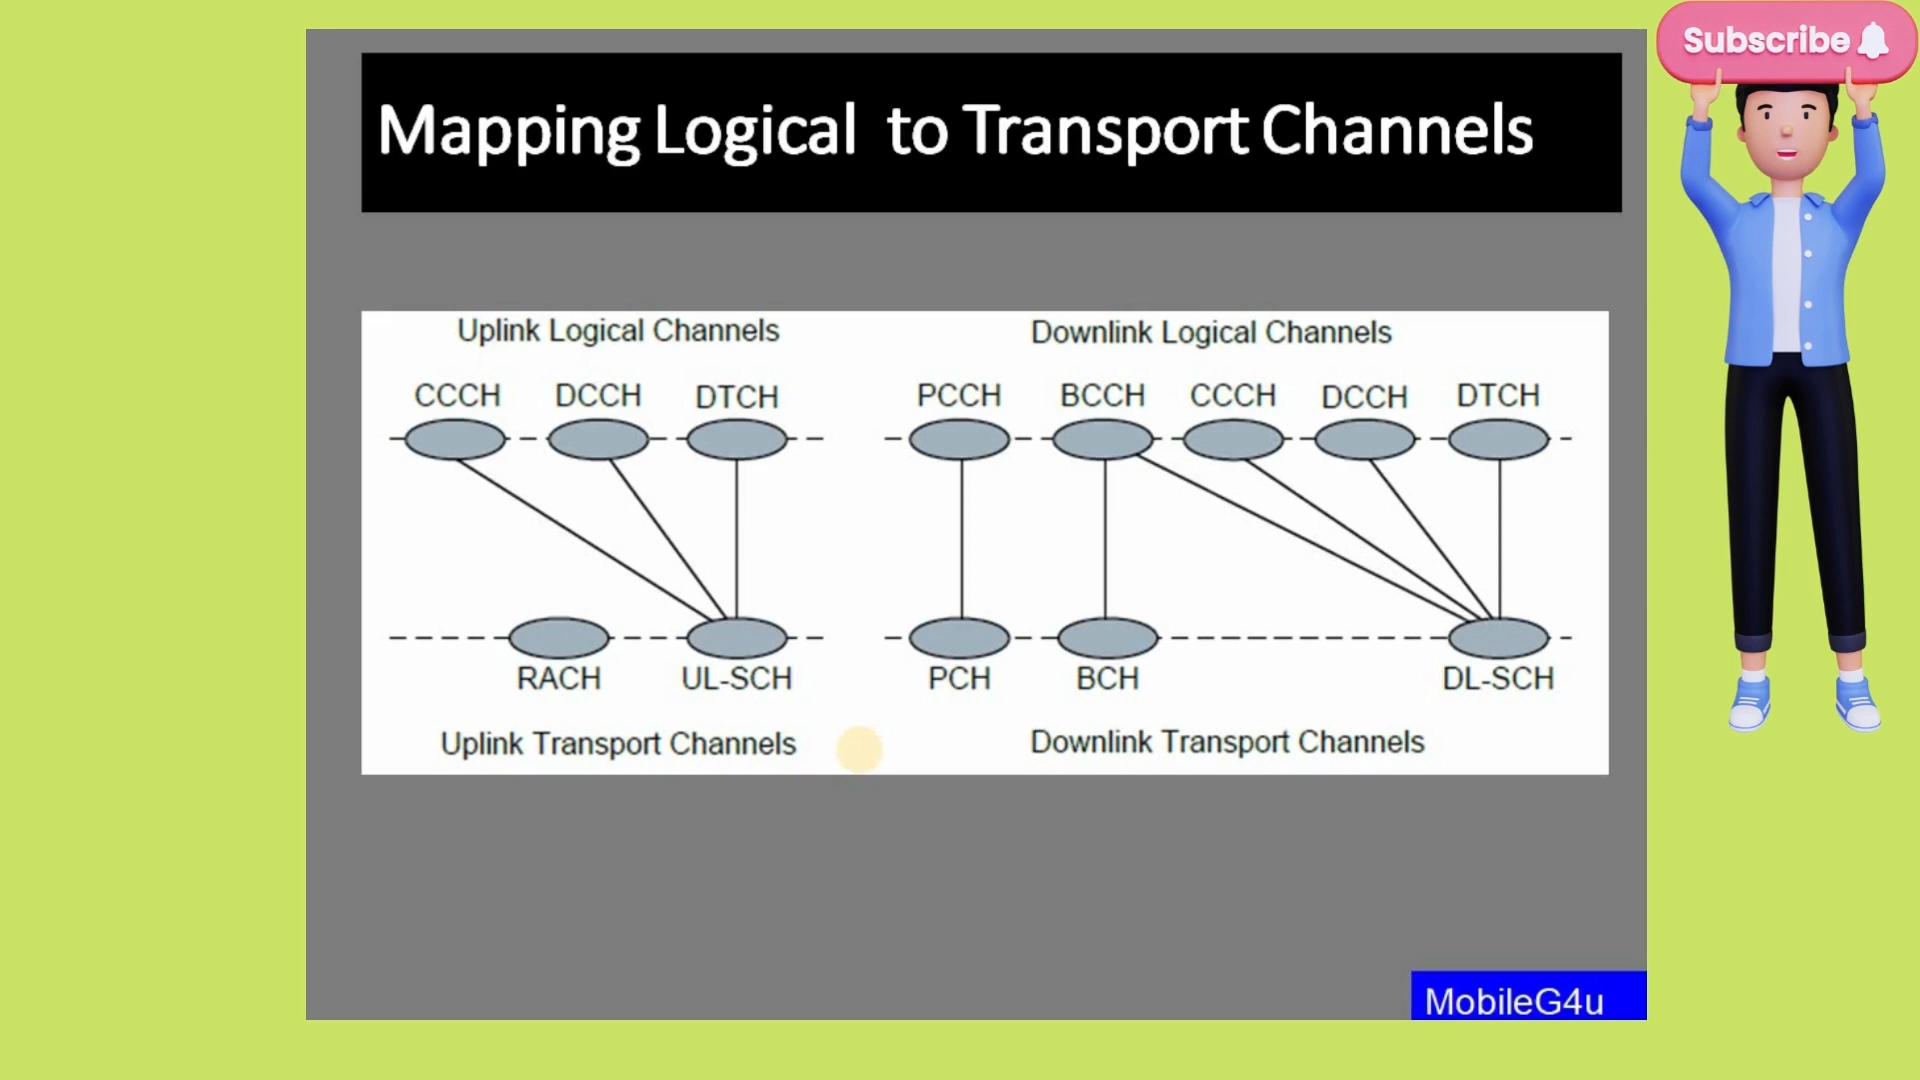 Subscribe
Mapping Logical to Transport Channels
Uplink Logical Channels
Downlink Logical Channels
CCCH DCCH DTCH
PCCH BCCH CCCH DCCH DTCH
RACH UL-SCH
PCH BCH DL-SCH
Uplink Transport Channels
Downlink Transport Channels
MobileG4u